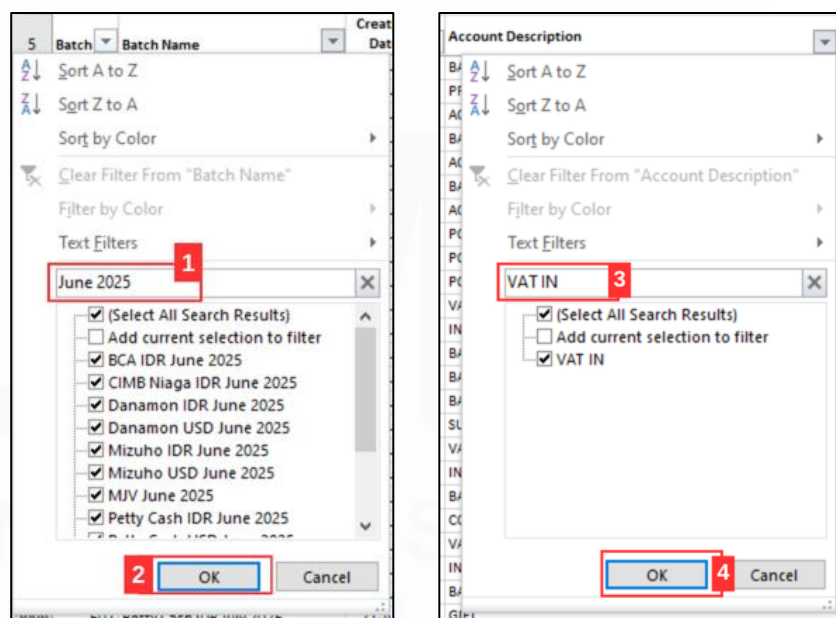 Creat
5 Batch Batch Name Dat
Sort A to Z
Sort Z to A
Sort by Color
Clear Filter From "Batch Name"
Filter by Color
Text Filters
1
June 2025
(Select All Search Results)
Add current selection to filter
BCA IDR June 2025
CIMB Niaga IDR June 2025
Danamon IDR June 2025
Danamon USD June 2025
Mizuho IDR June 2025
Mizuho USD June 2025
MJV June 2025
Petty Cash IDR June 2025
2 OK Cancel
Account Description
Sort A to Z
Sort Z to A
Sort by Color
Clear Filter From "Account Description"
Filter by Color
Text Filters
VAT IN 3
(Select All Search Results)
Add current selection to filter
VAT IN
OK 4 Cancel
GIFT